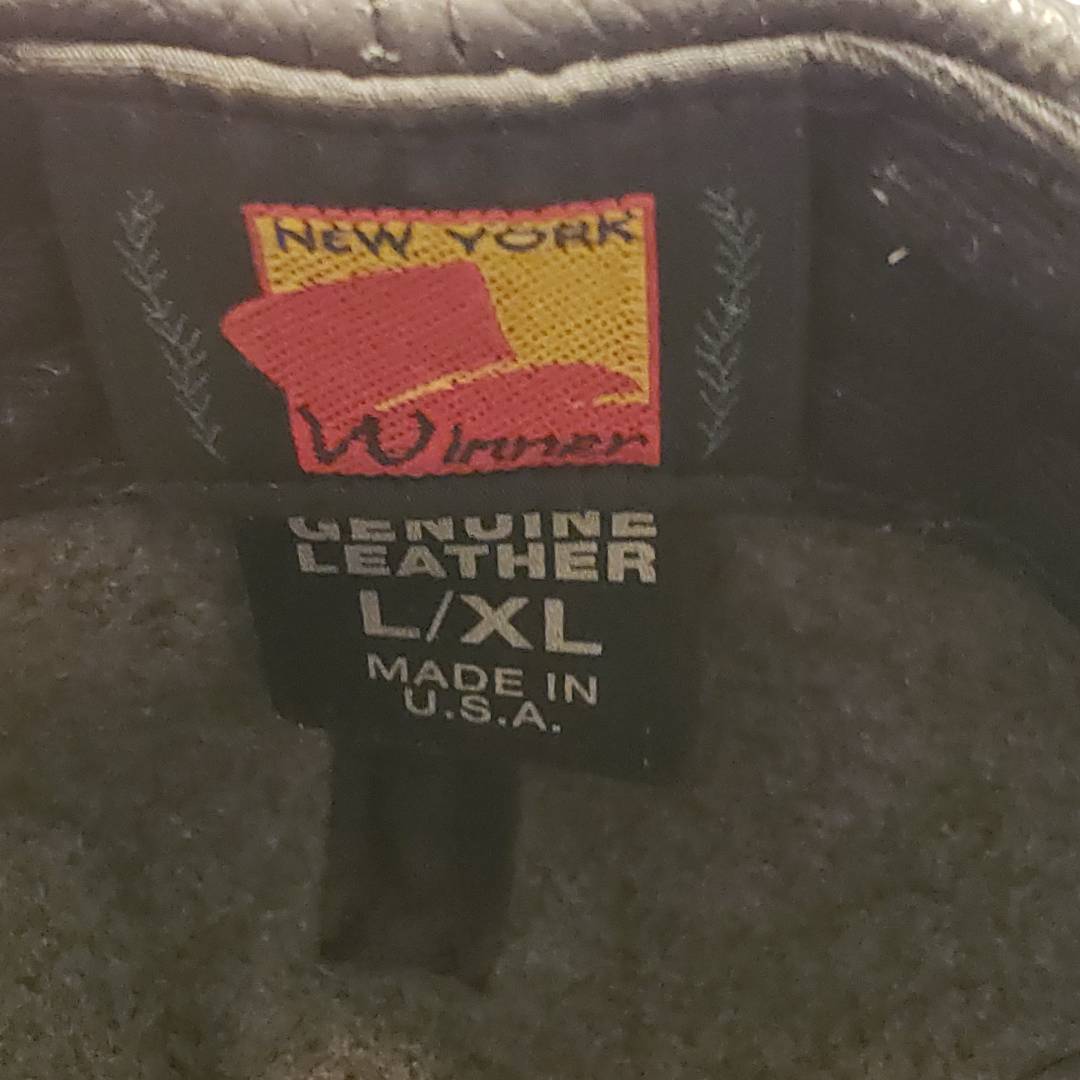 NEW YORK
Winner
GENUINE
LEATHER
L/XL
MADE IN
U.S.A.